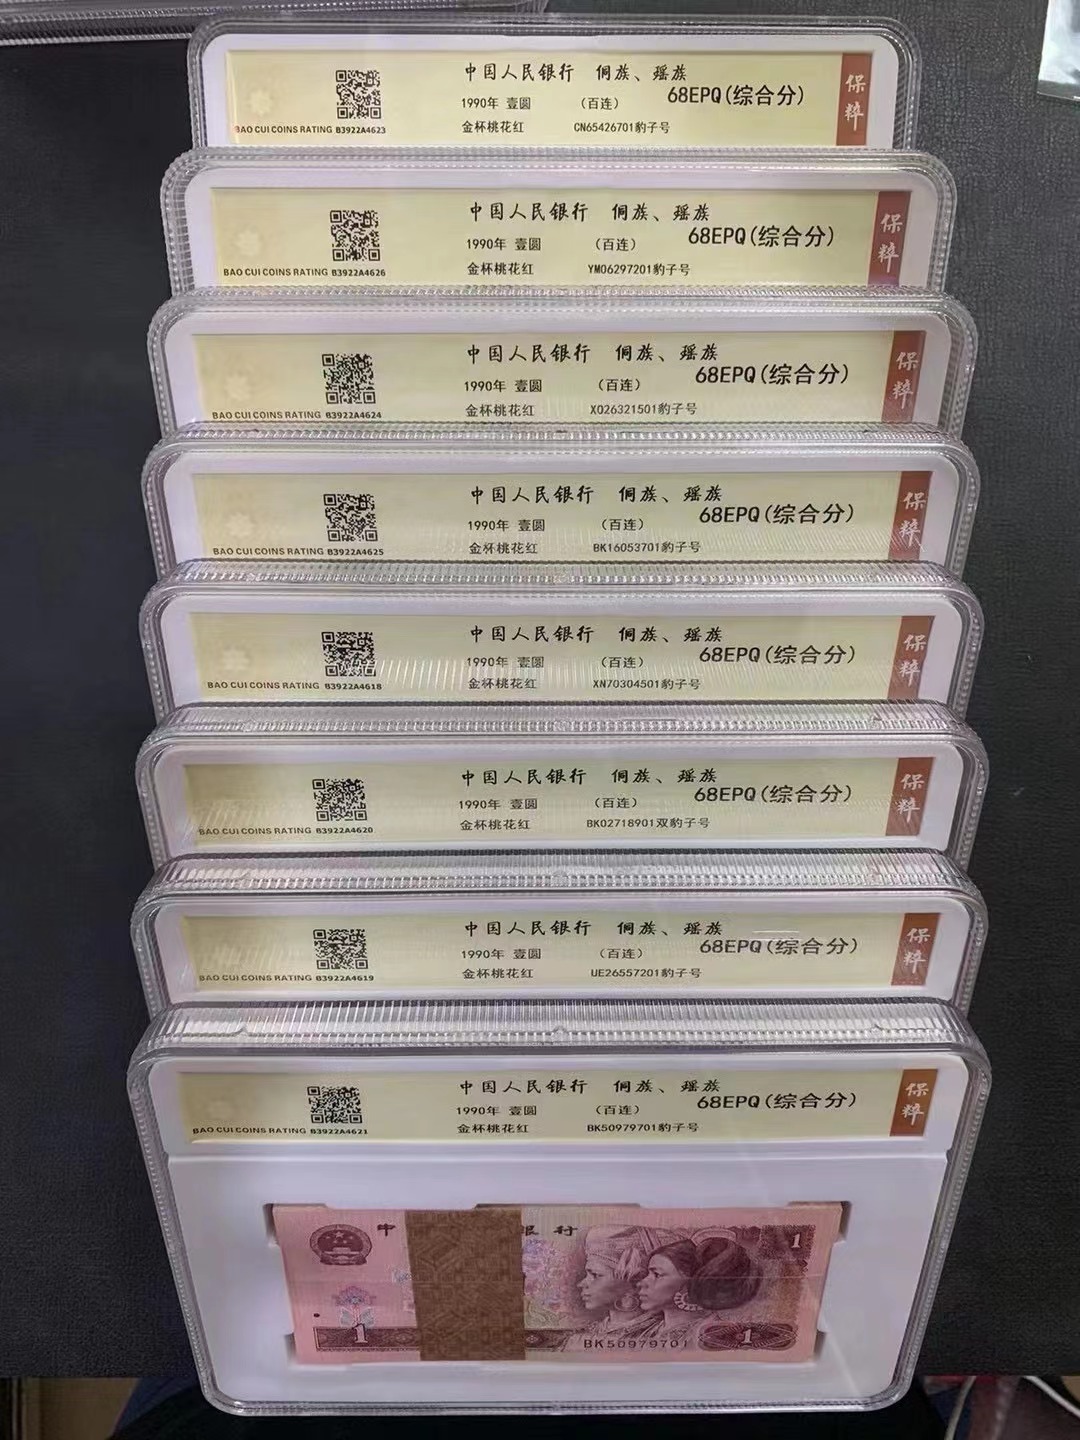 中国人民银行 侗族、瑶族
1990年 壹圆 (百连) 68EPQ(综合分)
金杯桃花红 CN65426701豹子号
BAO CUI COINS RATING B3922A4623
保粹
中国人民银行 侗族、瑶族
1990年 壹圆 (百连) 68EPQ(综合分)
金杯桃花红 YM06297201豹子号
BAO CUI COINS RATING B3922A4626
保粹
中国人民银行 侗族、瑶族
1990年 壹圆 (百连) 68EPQ(综合分)
金杯桃花红 XO26321501豹子号
BAO CUI COINS RATING B3922A4624
保粹
中国人民银行 侗族、瑶族
1990年 壹圆 (百连) 68EPQ(综合分)
金杯桃花红 BK16053701豹子号
BAO CUI COINS RATING B3922A4625
保粹
中国人民银行 侗族、瑶族
1990年 壹圆 (百连) 68EPQ(综合分)
金杯桃花红 XN70304501豹子号
BAO CUI COINS RATING B3922A4618
保粹
中国人民银行 侗族、瑶族
1990年 壹圆 (百连) 68EPQ(综合分)
金杯桃花红 BK02718901双豹子号
BAO CUI COINS RATING B3922A4620
保粹
中国人民银行 侗族、瑶族
1990年 壹圆 (百连) 68EPQ(综合分)
金杯桃花红 UE26557201豹子号
BAO CUI COINS RATING B3922A4619
保粹
中国人民银行 侗族、瑶族
1990年 壹圆 (百连) 68EPQ(综合分)
金杯桃花红 BK50979701豹子号
BAO CUI COINS RATING B3922A4621
保粹
中 银行
1
1 BK50979701 1